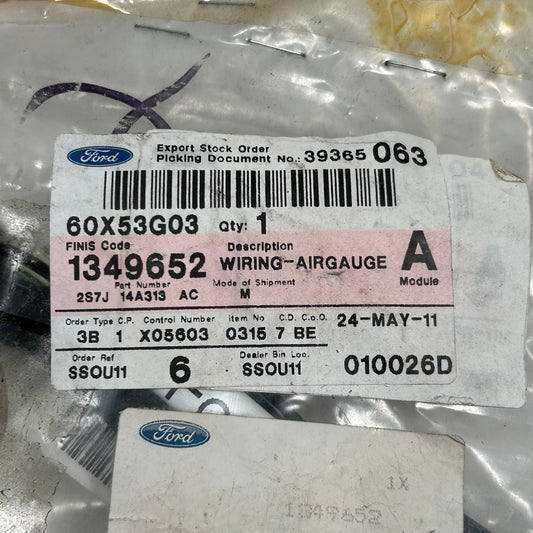 Ford
Export Stock Order
Picking Document No.: 39365 063
60X53G03 Qty: 1
FINIS Code Description
1349652 WIRING-AIRGAUGE A
Part Number Mode of Shipment Module
2S7J 14A313 AC M
Order Type C.P. Control Number Item No C.D. C.o.O. 24-MAY-11
3B 1 X05603 0315 7 BE
Order Ref Dealer Bin Loc.
SSOU11 6 SSOU11 010026D
Ford
1X
1349652